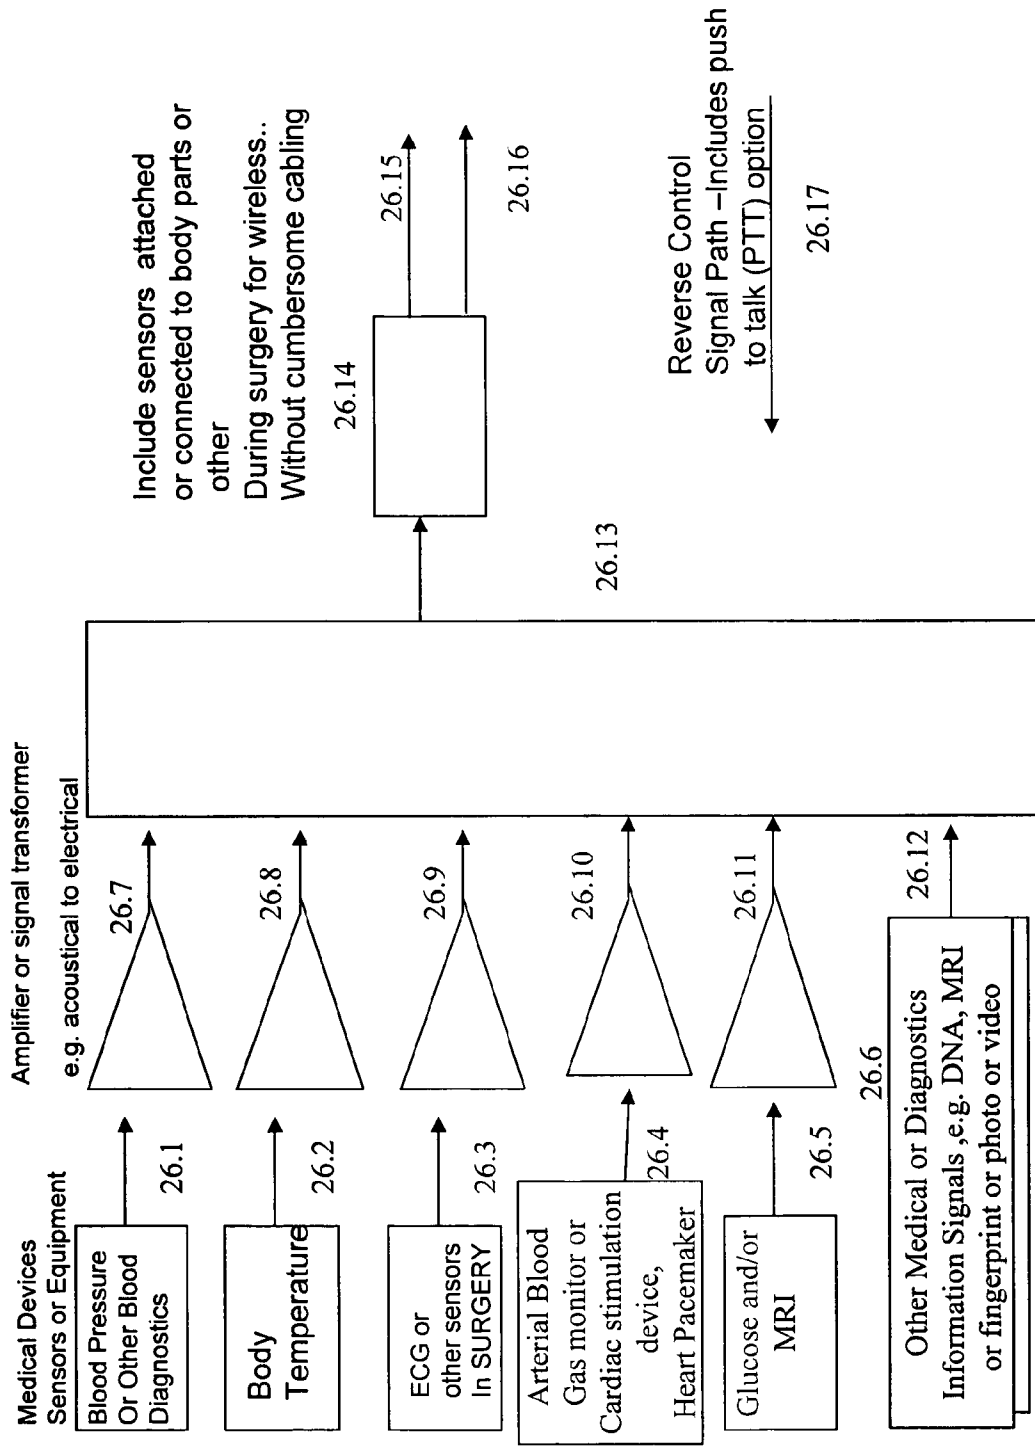 Medical Devices
Sensors or Equipment
Amplifier or signal transformer
e.g. acoustical to electrical
Blood Pressure
Or Other Blood
Diagnostics
26.1
26.7
Body
Temperature
26.2
26.8
ECG or
other sensors
In SURGERY
26.3
26.9
Arterial Blood
Gas monitor or
Cardiac stimulation
device,
Heart Pacemaker
26.4
26.10
Glucose and/or
MRI
26.5
26.11
26.6
Other Medical or Diagnostics
Information Signals ,e.g. DNA, MRI
or fingerprint or photo or video
26.12
26.13
Include sensors attached
or connected to body parts or
other
During surgery for wireless..
Without cumbersome cabling
26.14
26.15
26.16
Reverse Control
Signal Path –Includes push
to talk (PTT) option
26.17